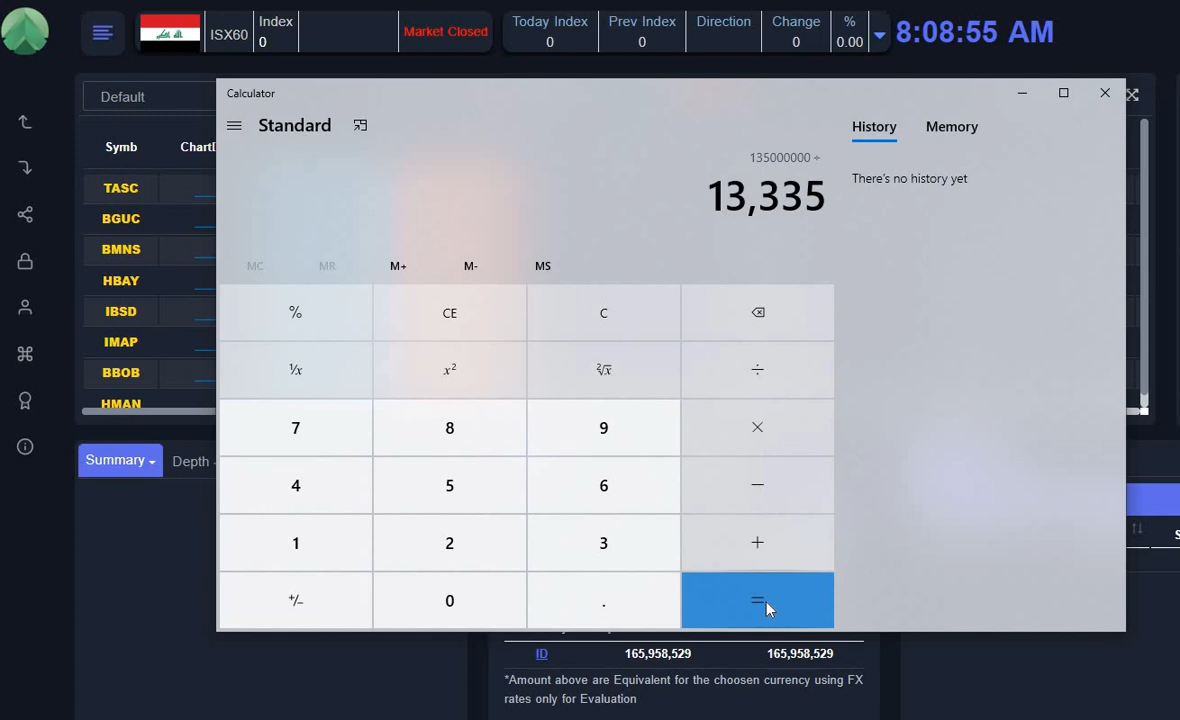 Index
0
ISX60
Market Closed
Today Index
0
Prev Index
0
Direction
Change
0
%
0.00
8:08:55 AM
Default
Symb
TASC
BGUC
BMNS
HBAY
IBSD
IMAP
BBOB
HMAN
Summary
Depth
Calculator
Standard
135000000 ÷
13,335
MC MR M+ M- MS
% CE C
¹/x x² ²√x ÷
7 8 9 ×
4 5 6 −
1 2 3 +
+/− 0 . =
History Memory
There's no history yet
ID 165,958,529 165,958,529
*Amount above are Equivalent for the choosen currency using FX
rates only for Evaluation